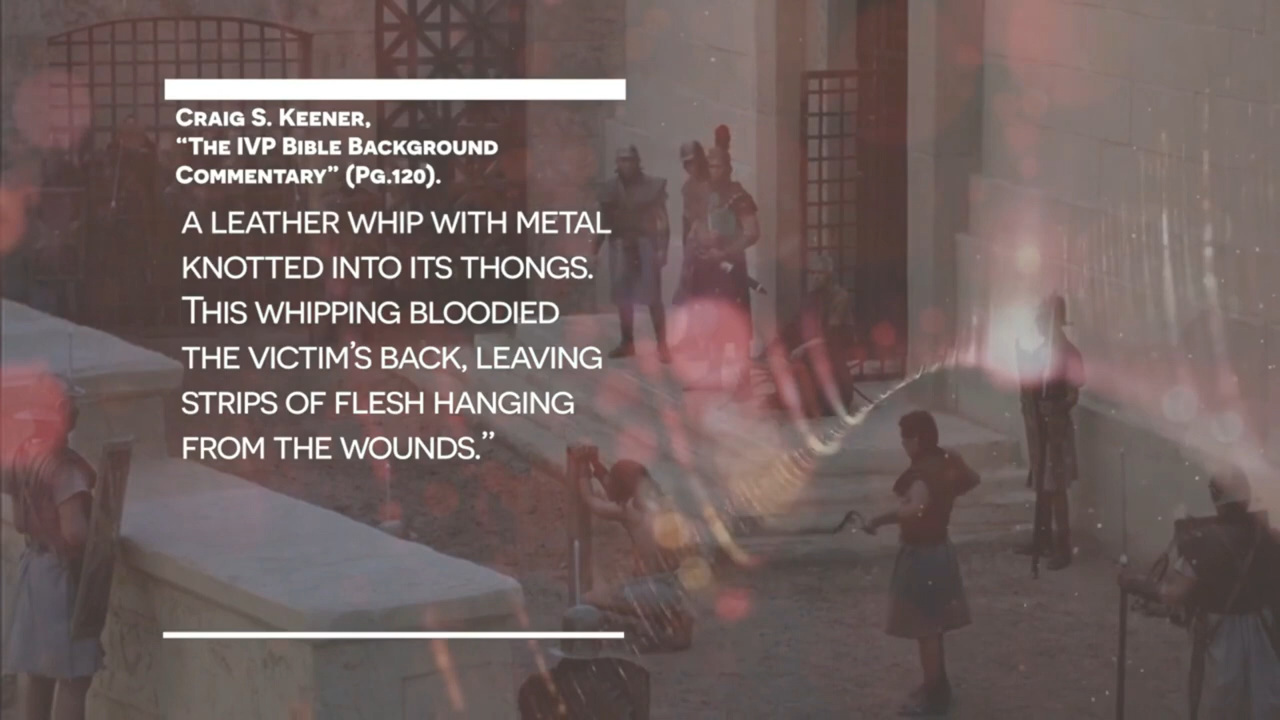 Craig S. Keener,
“The IVP Bible Background
Commentary” (Pg.120).
A LEATHER WHIP WITH METAL
KNOTTED INTO ITS THONGS.
THIS WHIPPING BLOODIED
THE VICTIM’S BACK, LEAVING
STRIPS OF FLESH HANGING
FROM THE WOUNDS.”